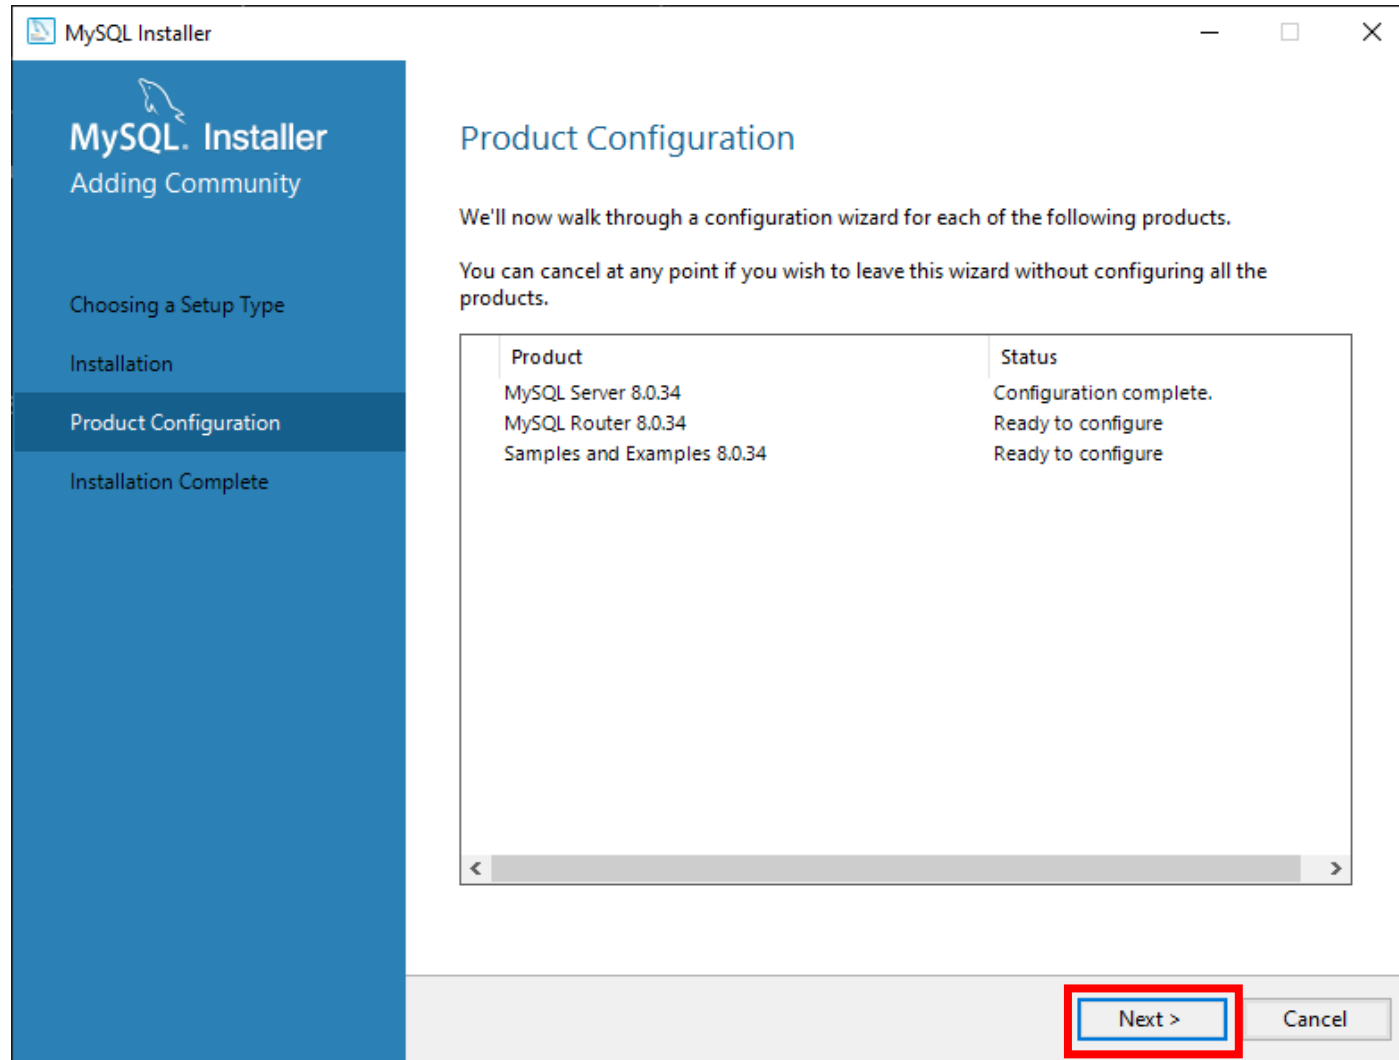 MySQL Installer
MySQL. Installer
Adding Community
Choosing a Setup Type
Installation
Product Configuration
Installation Complete
Product Configuration
We'll now walk through a configuration wizard for each of the following products.
You can cancel at any point if you wish to leave this wizard without configuring all the
products.
Product Status
MySQL Server 8.0.34 Configuration complete.
MySQL Router 8.0.34 Ready to configure
Samples and Examples 8.0.34 Ready to configure
Next > Cancel